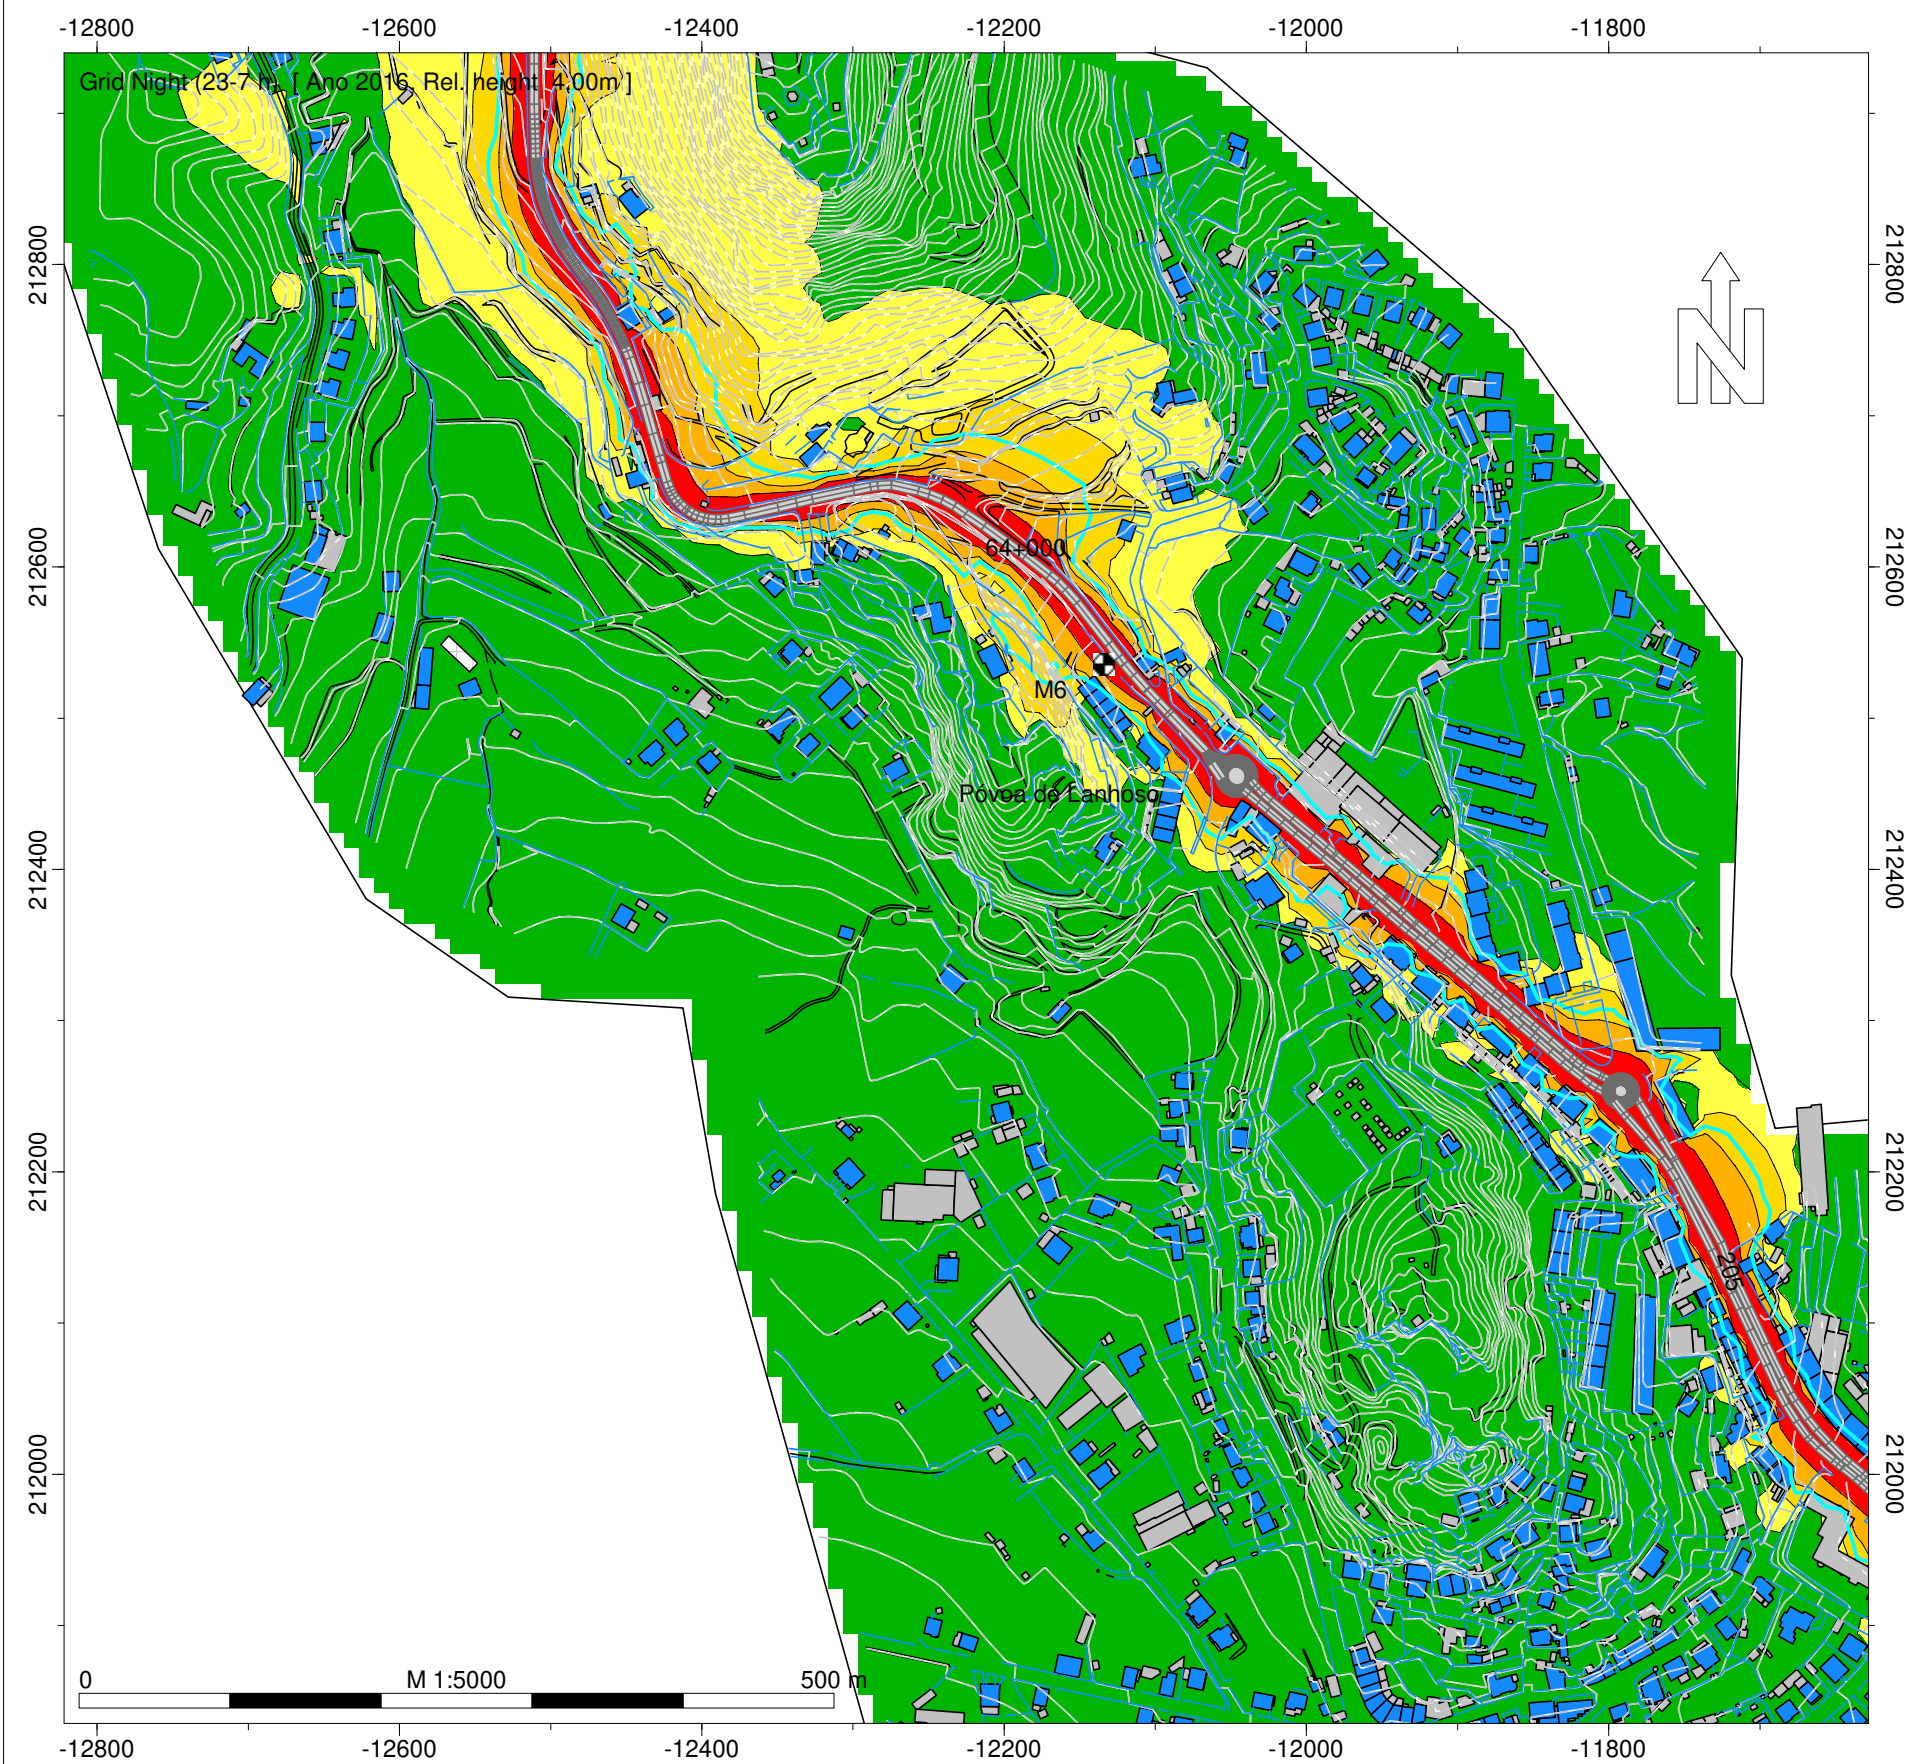 -12800 -12600 -12400 -12200 -12000 -11800
Grid Night (23-7 h) [ Ano 2016, Rel. height 4.00m ]
212800 212800
N
212600 212600
64+000
M6
Póvoa de Lanhoso
212400 212400
212200 212200
205
212000 212000
0 M 1:5000 500 m
-12800 -12600 -12400 -12200 -12000 -11800